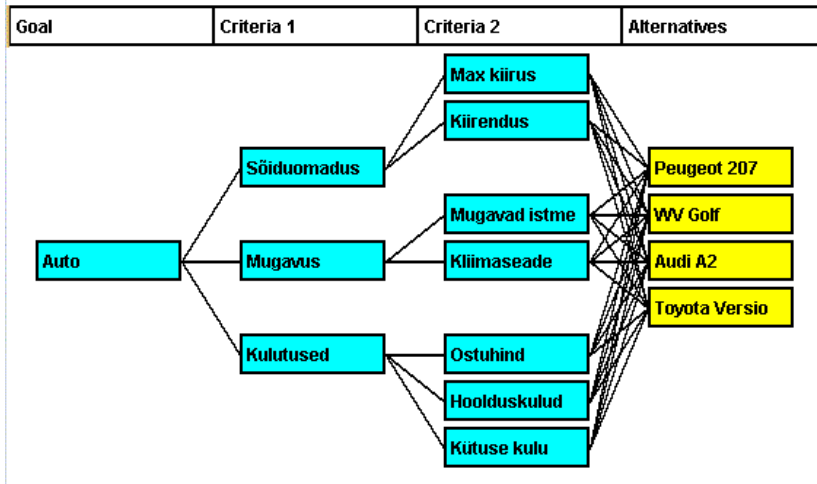 Goal
Criteria 1
Criteria 2
Alternatives
Max kiirus
Kiirendus
Sõiduomadus
Peugeot 207
Mugavad istme
WV Golf
Auto
Mugavus
Kliimaseade
Audi A2
Toyota Versio
Kulutused
Ostuhind
Hoolduskulud
Kütuse kulu